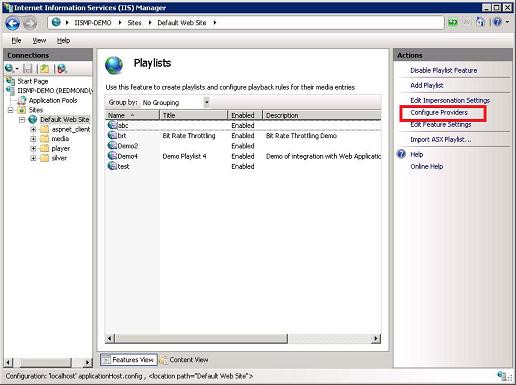 Internet Information Services (IIS) Manager
IISMP-DEMO Sites Default Web Site
File View Help
Connections
Start Page
IISMP-DEMO (REDMOND\
Application Pools
Sites
Default Web Site
aspnet_client
media
player
silver
Playlists
Use this feature to create playlists and configure playback rules for their media entries
Group by: No Grouping
Name Title Enabled Description
abc Enabled
brt Bit Rate Throttling Enabled Bit Rate Throttling Demo
Demo2 Enabled
Demo4 Demo Playlist 4 Enabled Demo of integration with Web Applicatio
test Enabled
Features View Content View
Actions
Disable Playlist Feature
Add Playlist
Edit Impersonation Settings
Configure Providers
Edit Feature Settings
Import ASX Playlist...
Help
Online Help
Configuration: 'localhost' applicationHost.config , <location path="Default Web Site">